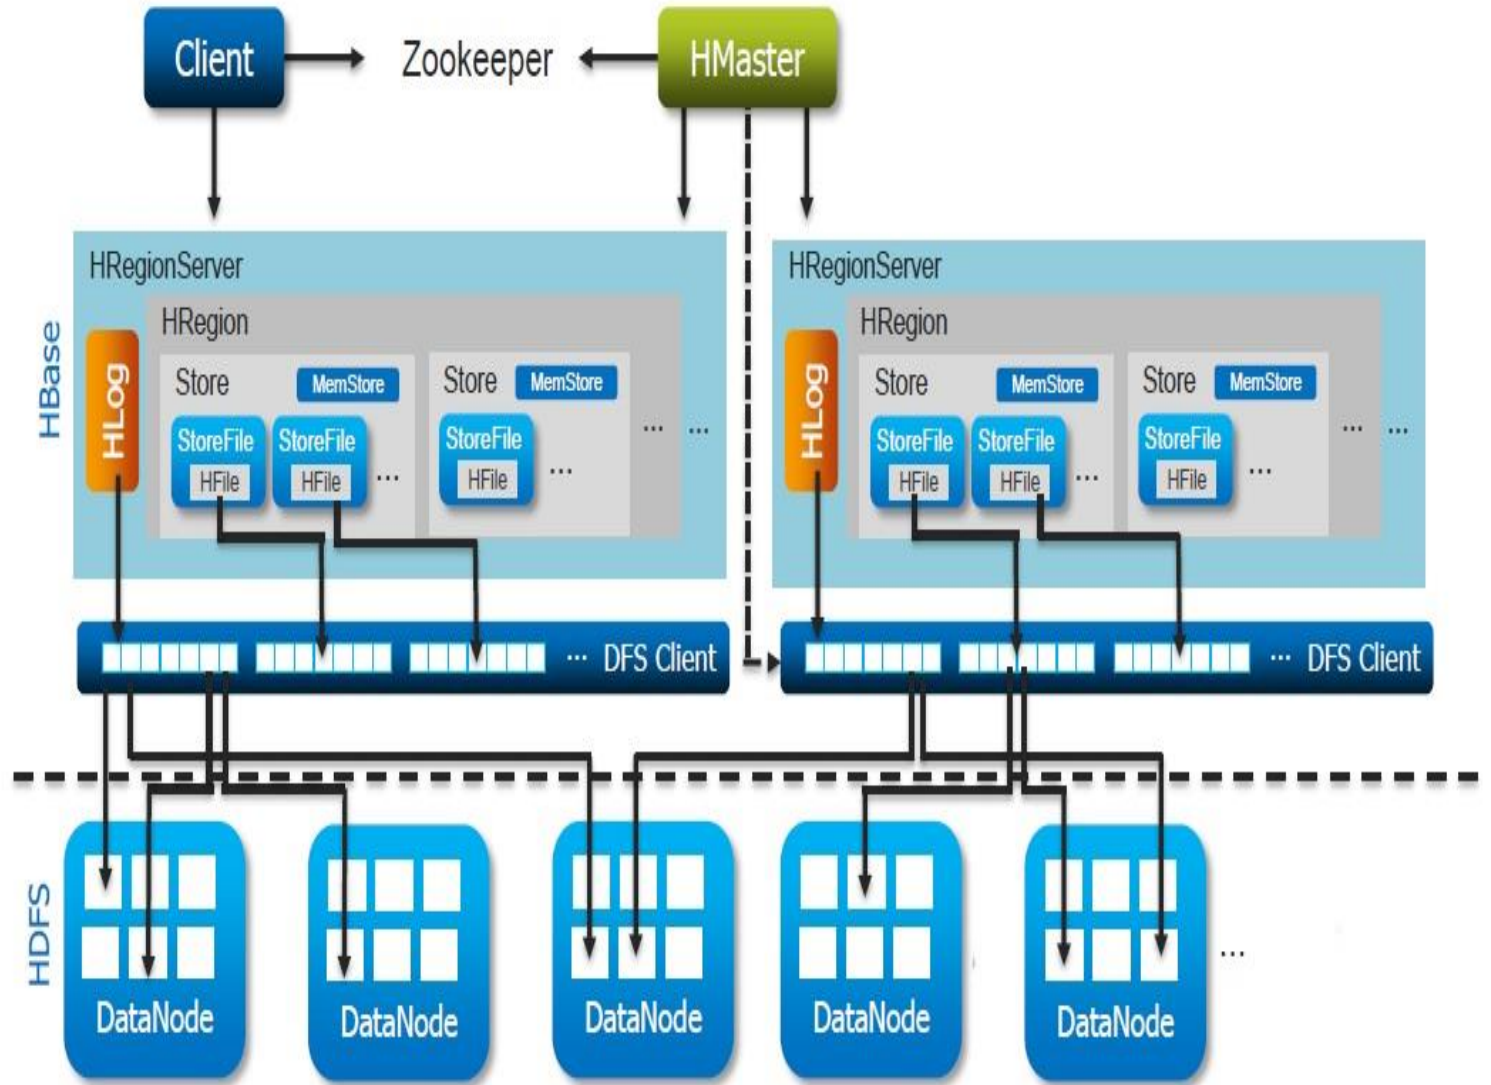 Client
Zookeeper
HMaster
HBase
HRegionServer
HLog
HRegion
Store
MemStore
StoreFile
HFile
StoreFile
HFile
...
Store
MemStore
StoreFile
HFile
...
... ...
HRegionServer
HLog
HRegion
Store
MemStore
StoreFile
HFile
StoreFile
HFile
...
Store
MemStore
StoreFile
HFile
...
... ...
... DFS Client
... DFS Client
HDFS
DataNode
DataNode
DataNode
DataNode
DataNode
...